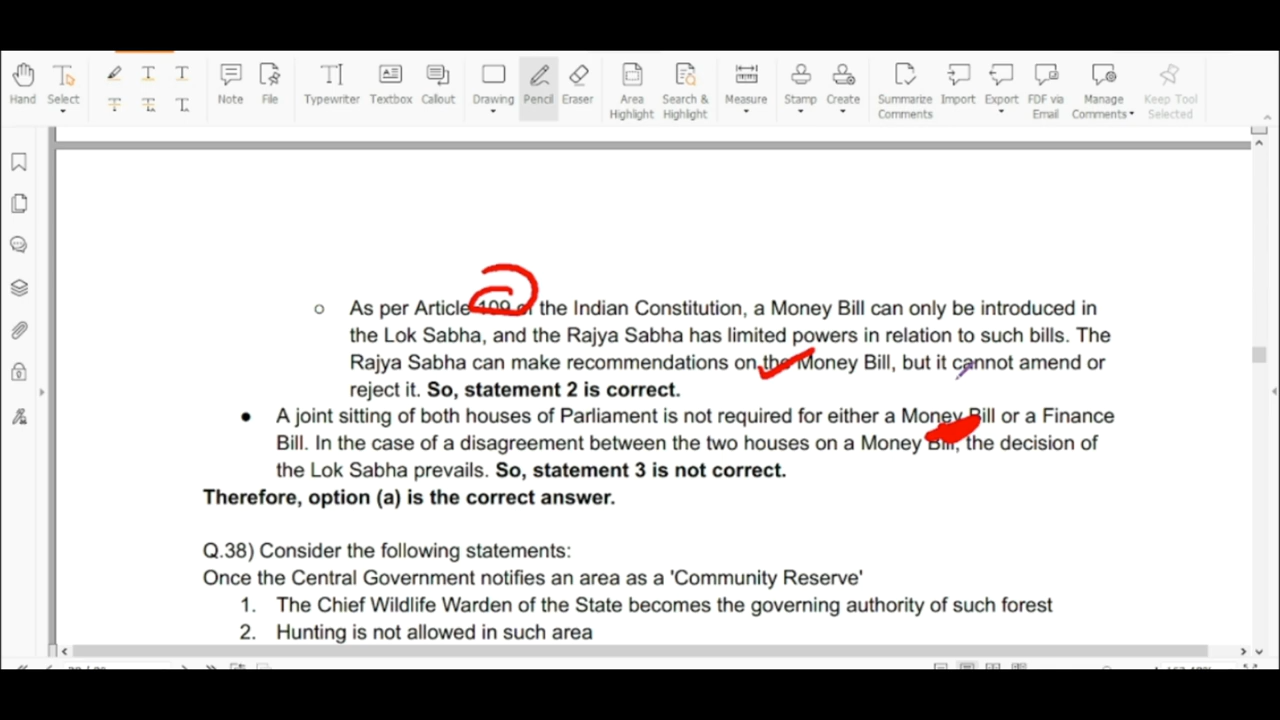 Hand
Select
Note
File
Typewriter
Textbox
Callout
Drawing
Pencil
Eraser
Area Highlight
Search & Highlight
Measure
Stamp
Create
Summarize Comments
Import
Export
FDF via Email
Manage Comments
Keep Tool Selected
As per Article 109 of the Indian Constitution, a Money Bill can only be introduced in
the Lok Sabha, and the Rajya Sabha has limited powers in relation to such bills. The
Rajya Sabha can make recommendations on the Money Bill, but it cannot amend or
reject it. So, statement 2 is correct.
● A joint sitting of both houses of Parliament is not required for either a Money Bill or a Finance
Bill. In the case of a disagreement between the two houses on a Money Bill, the decision of
the Lok Sabha prevails. So, statement 3 is not correct.
Therefore, option (a) is the correct answer.
Q.38) Consider the following statements:
Once the Central Government notifies an area as a 'Community Reserve'
1. The Chief Wildlife Warden of the State becomes the governing authority of such forest
2. Hunting is not allowed in such area